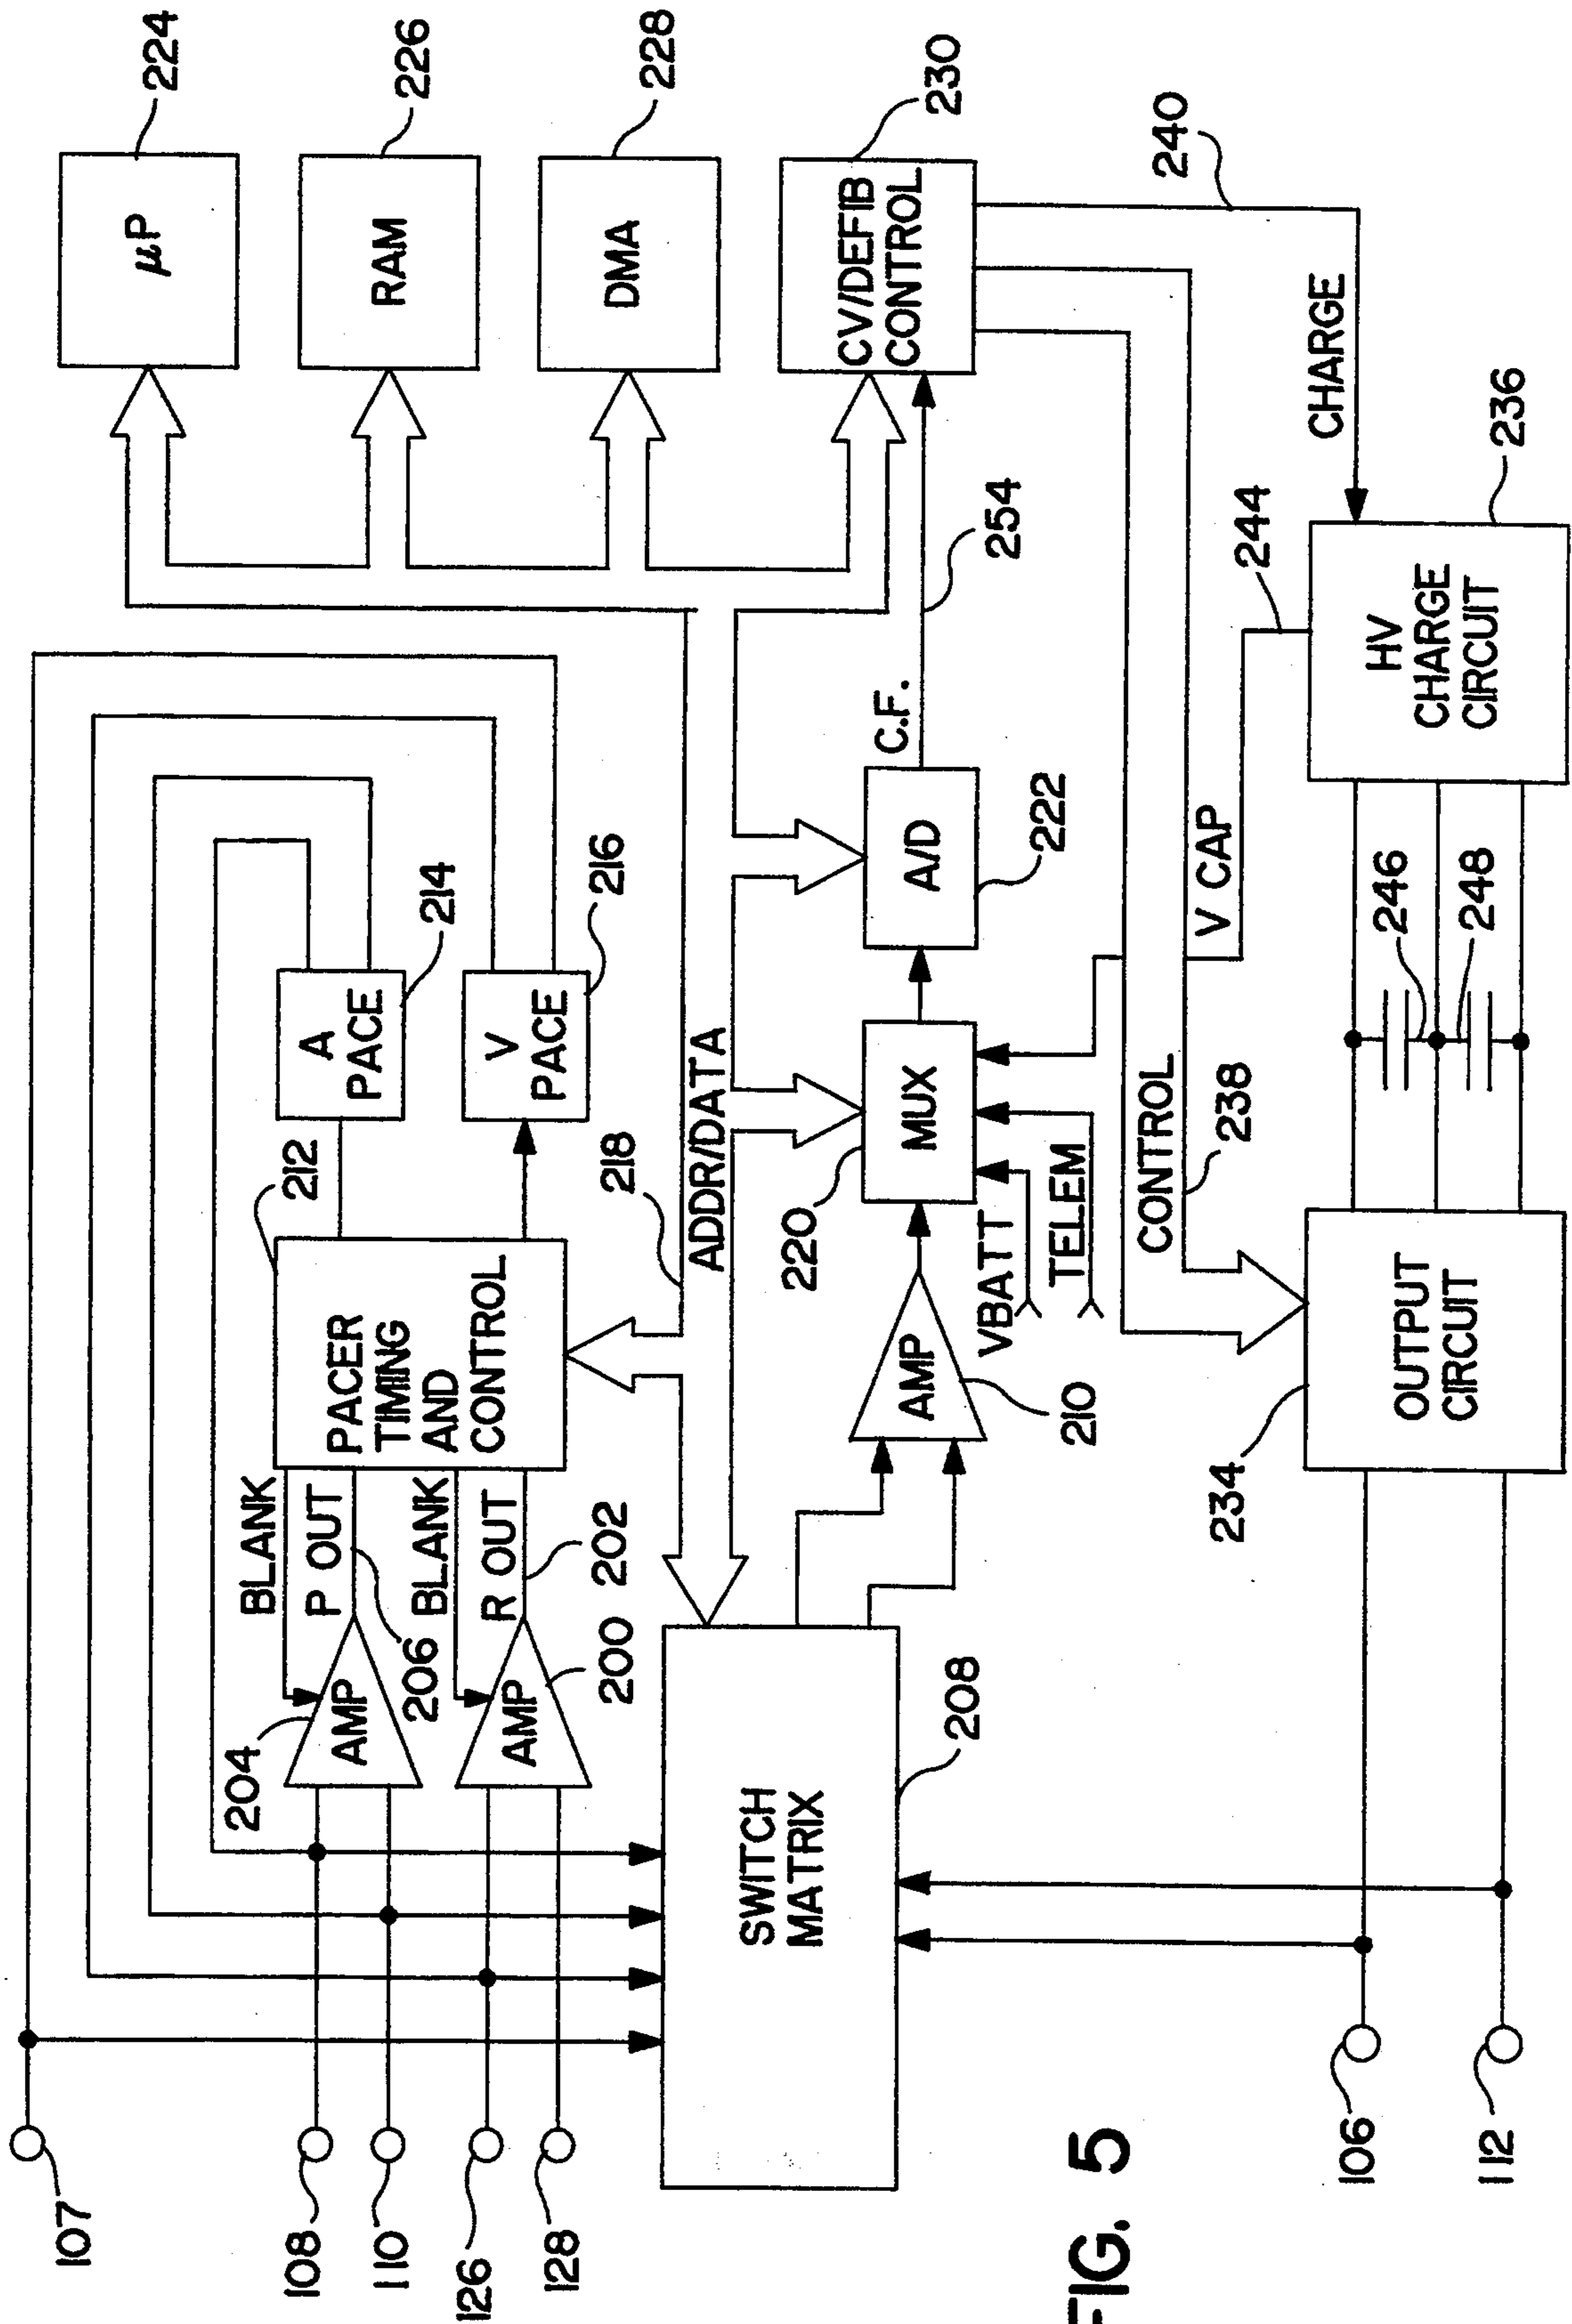 107
108
110
126
128
204
AMP
BLANK
P OUT
206
AMP
BLANK
R OUT
202
200
PACER
TIMING
AND
CONTROL
212
A
PACE
214
V
PACE
216
218
ADDR/DATA
SWITCH
MATRIX
208
AMP
210
VBATT
TELEM
220
MUX
A/D
222
C.F.
254
µP
224
RAM
226
DMA
228
CV/DEFIB
CONTROL
230
240
CHARGE
CONTROL
238
V CAP
244
106
112
234
OUTPUT
CIRCUIT
246
248
HV
CHARGE
CIRCUIT
236
FIG. 5